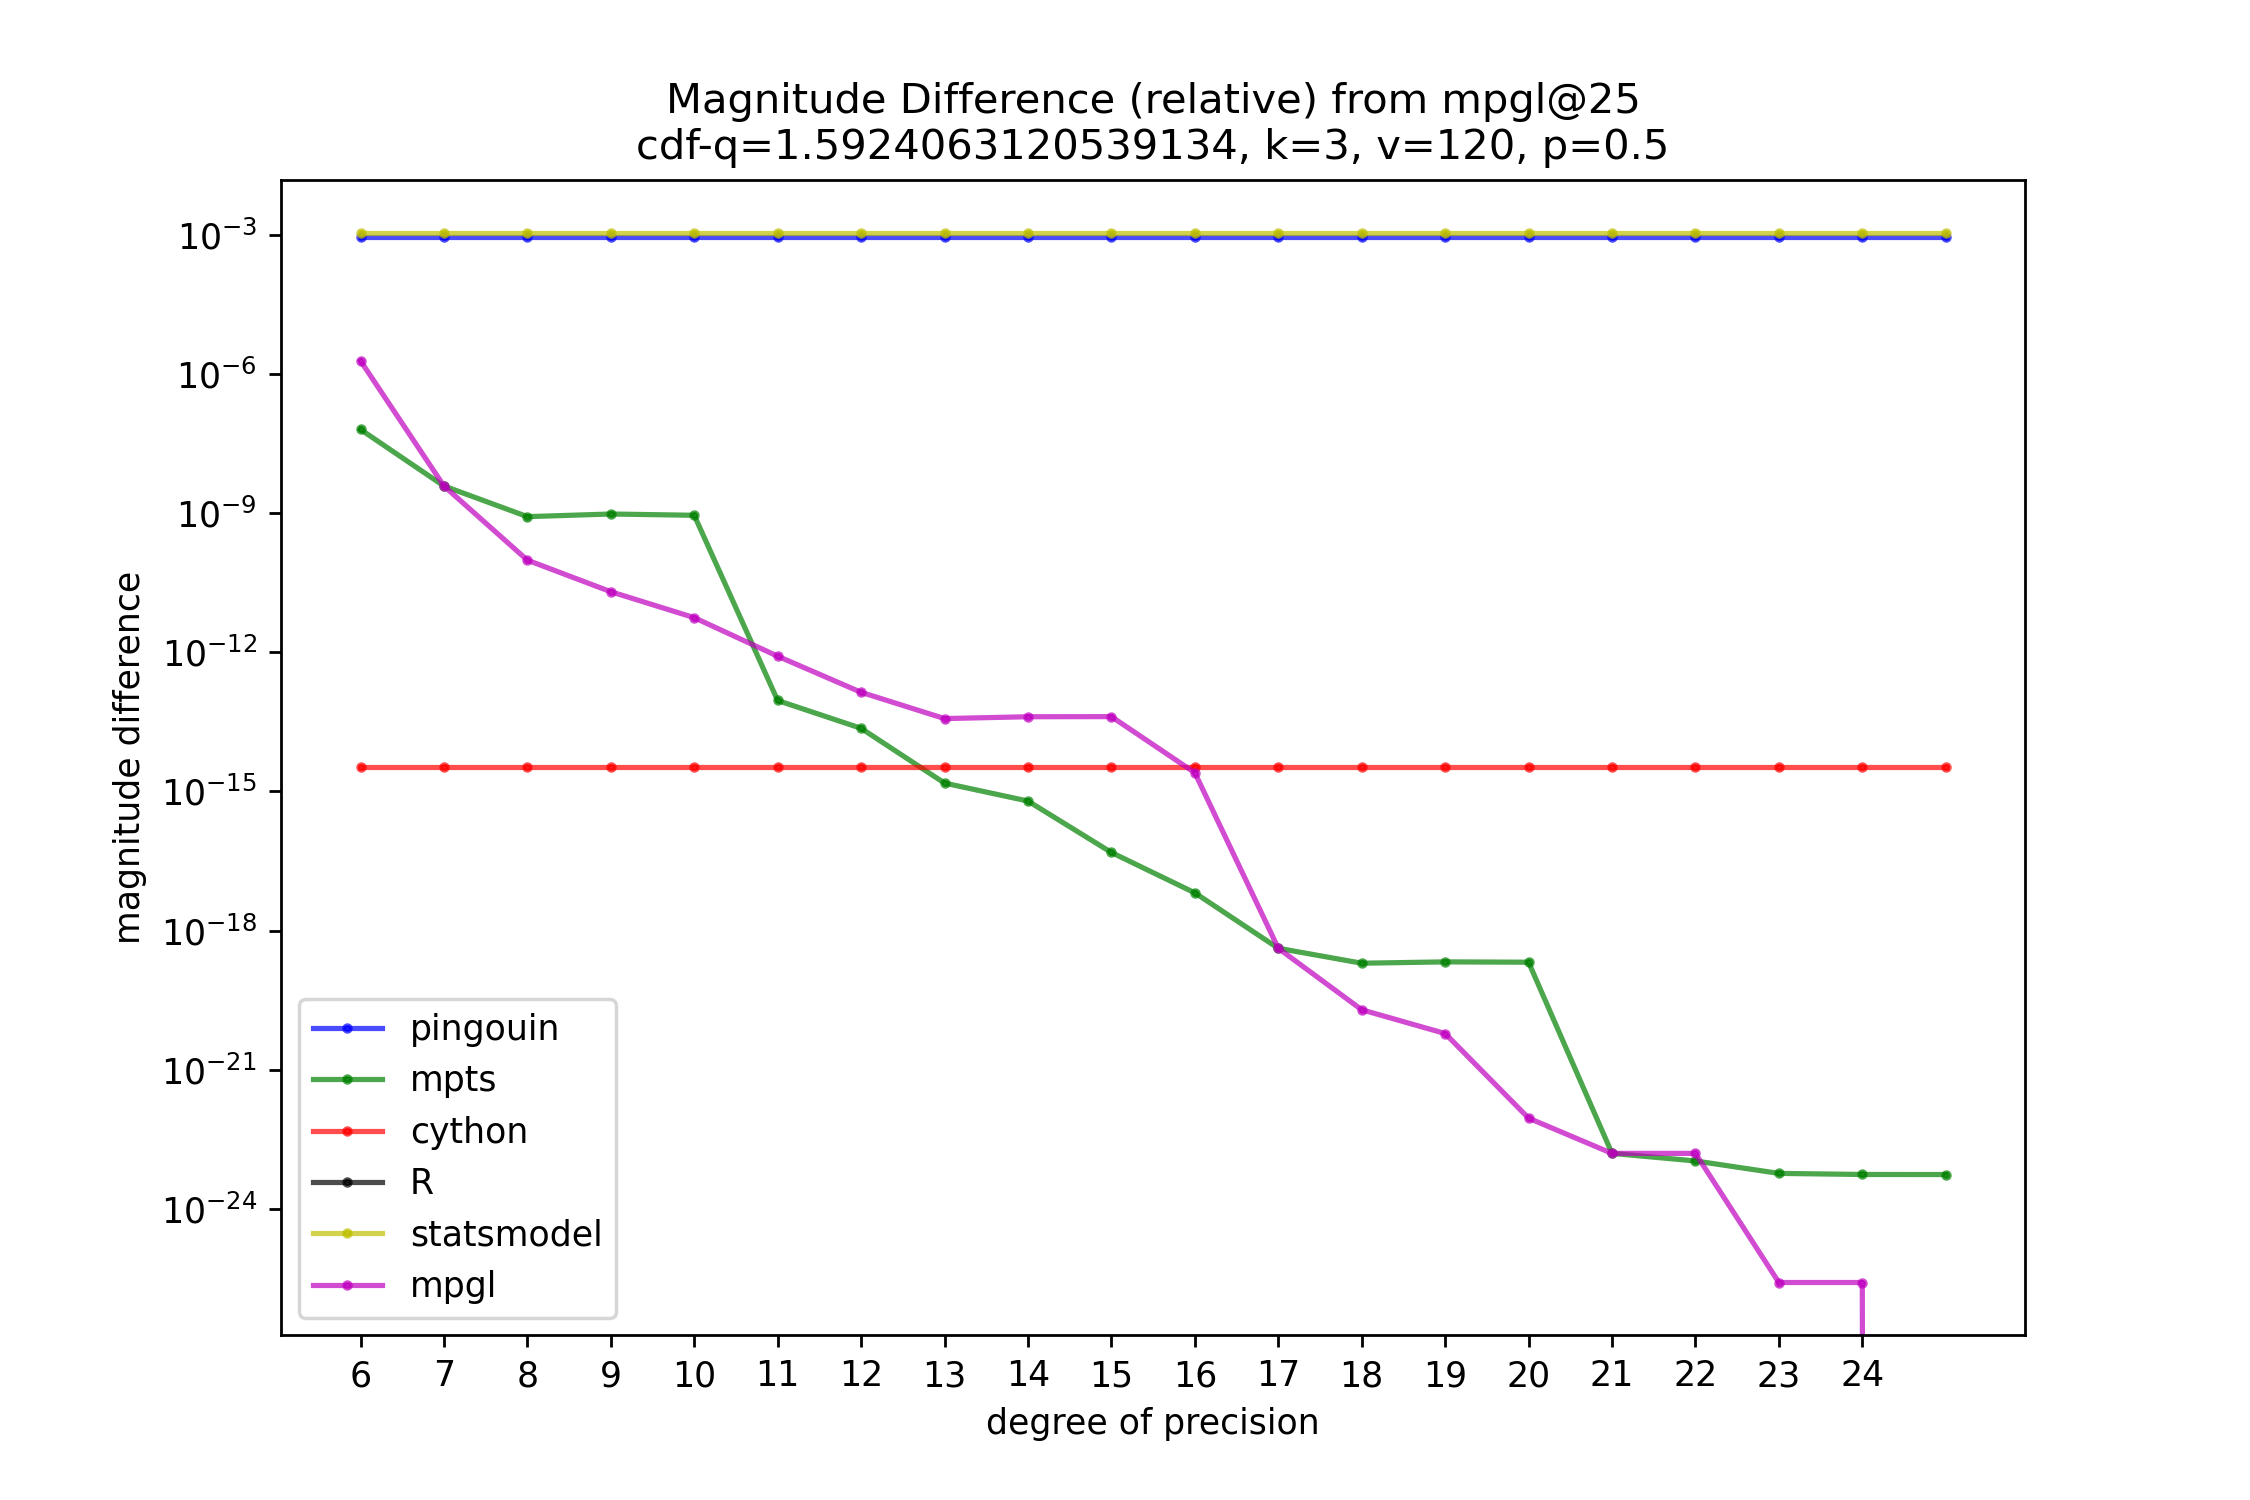 Magnitude Difference (relative) from mpgl@25
cdf-q=1.5924063120539134, k=3, v=120, p=0.5
magnitude difference
10⁻³
10⁻⁶
10⁻⁹
10⁻¹²
10⁻¹⁵
10⁻¹⁸
10⁻²¹
10⁻²⁴
pingouin
mpts
cython
R
statsmodel
mpgl
6 7 8 9 10 11 12 13 14 15 16 17 18 19 20 21 22 23 24
degree of precision